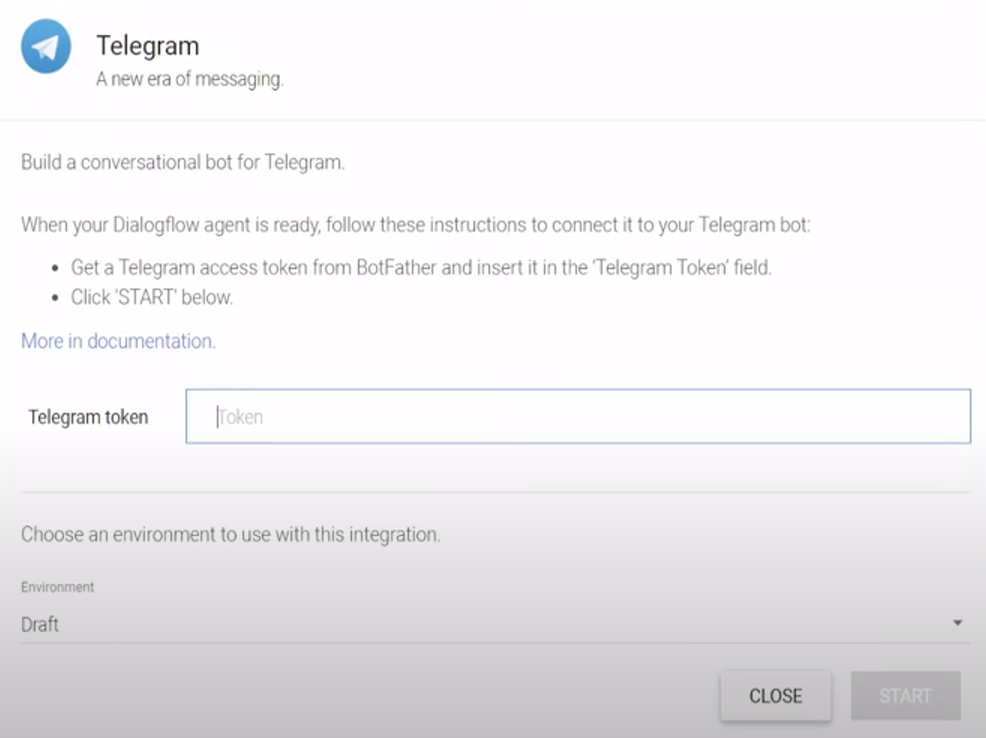 Telegram
A new era of messaging.
Build a conversational bot for Telegram.
When your Dialogflow agent is ready, follow these instructions to connect it to your Telegram bot:
• Get a Telegram access token from BotFather and insert it in the 'Telegram Token' field.
• Click 'START' below.
More in documentation.
Telegram token
Token
Choose an environment to use with this integration.
Environment
Draft
CLOSE
START